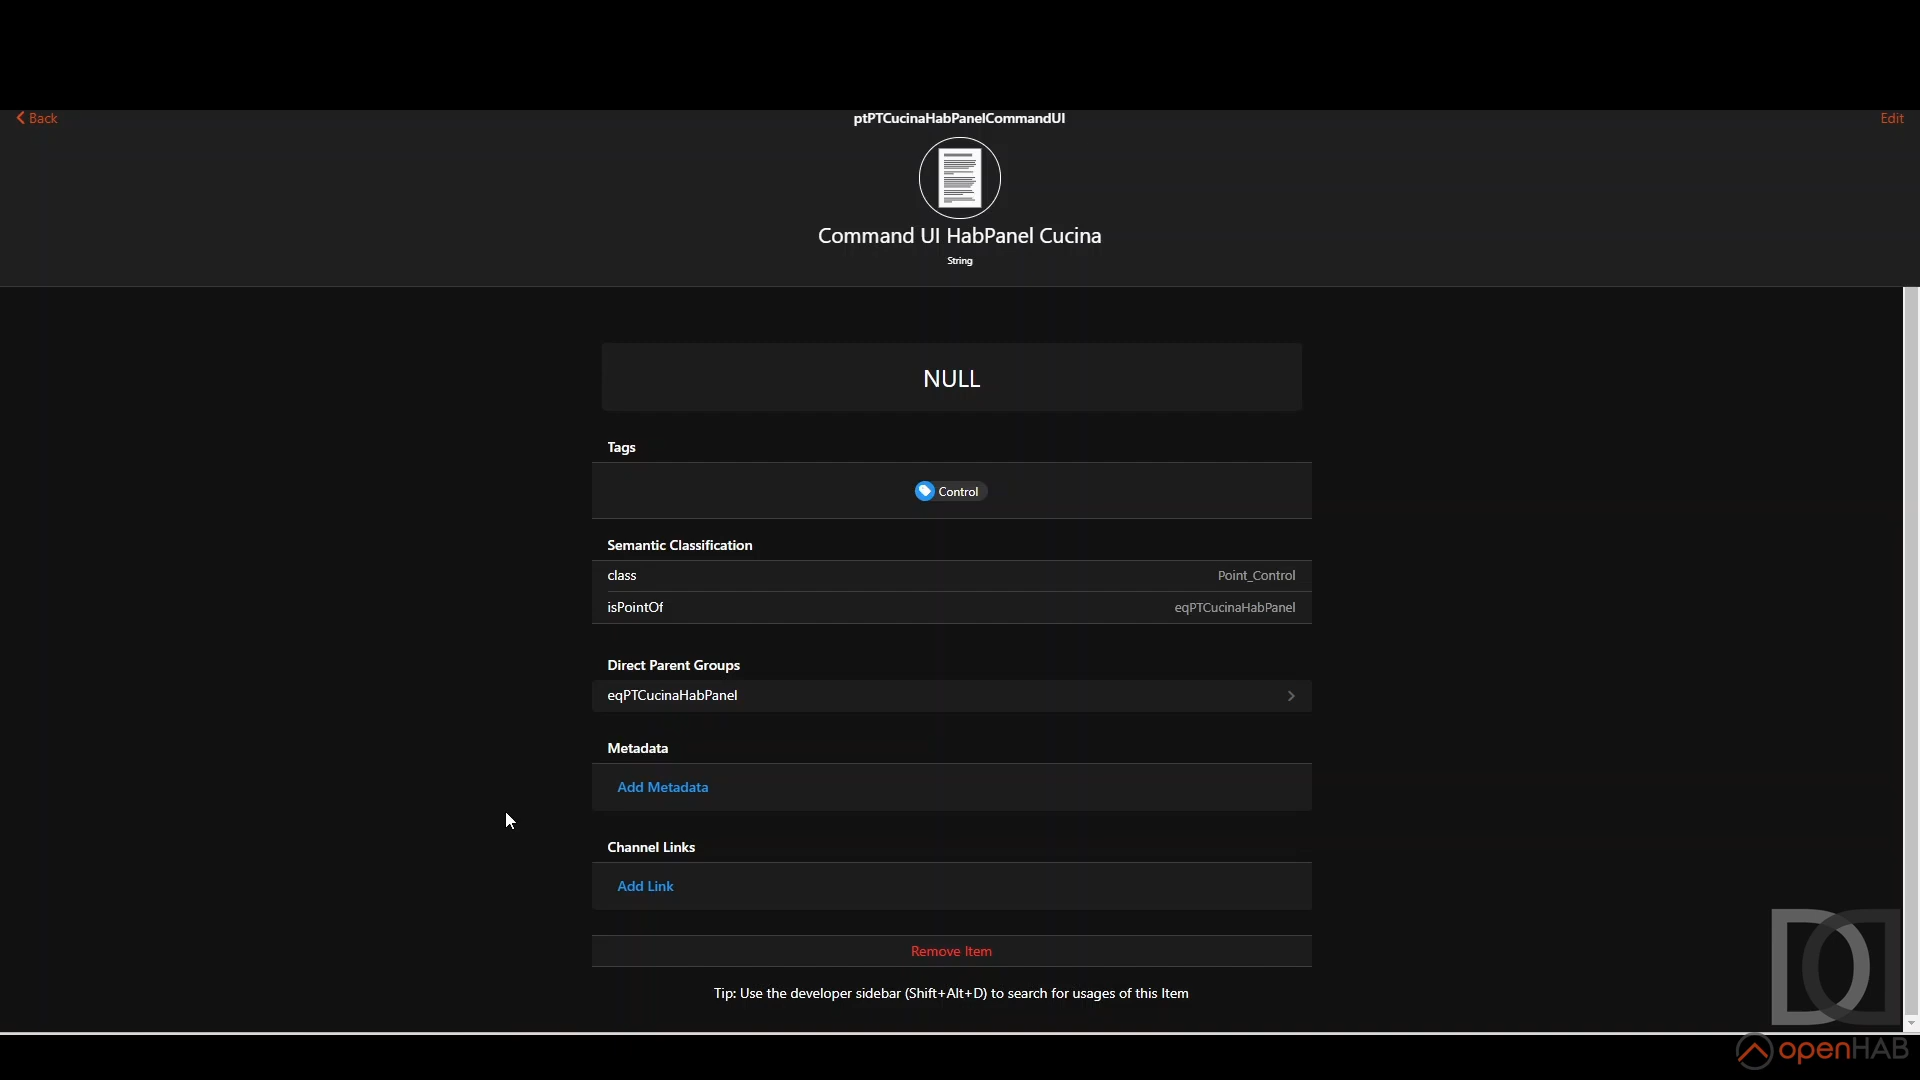 Back
ptPTCucinaHabPanelCommandUI
Edit
Command UI HabPanel Cucina
String
NULL
Tags
Control
Semantic Classification
class Point_Control
isPointOf eqPTCucinaHabPanel
Direct Parent Groups
eqPTCucinaHabPanel
Metadata
Add Metadata
Channel Links
Add Link
Remove Item
Tip: Use the developer sidebar (Shift+Alt+D) to search for usages of this Item
openHAB